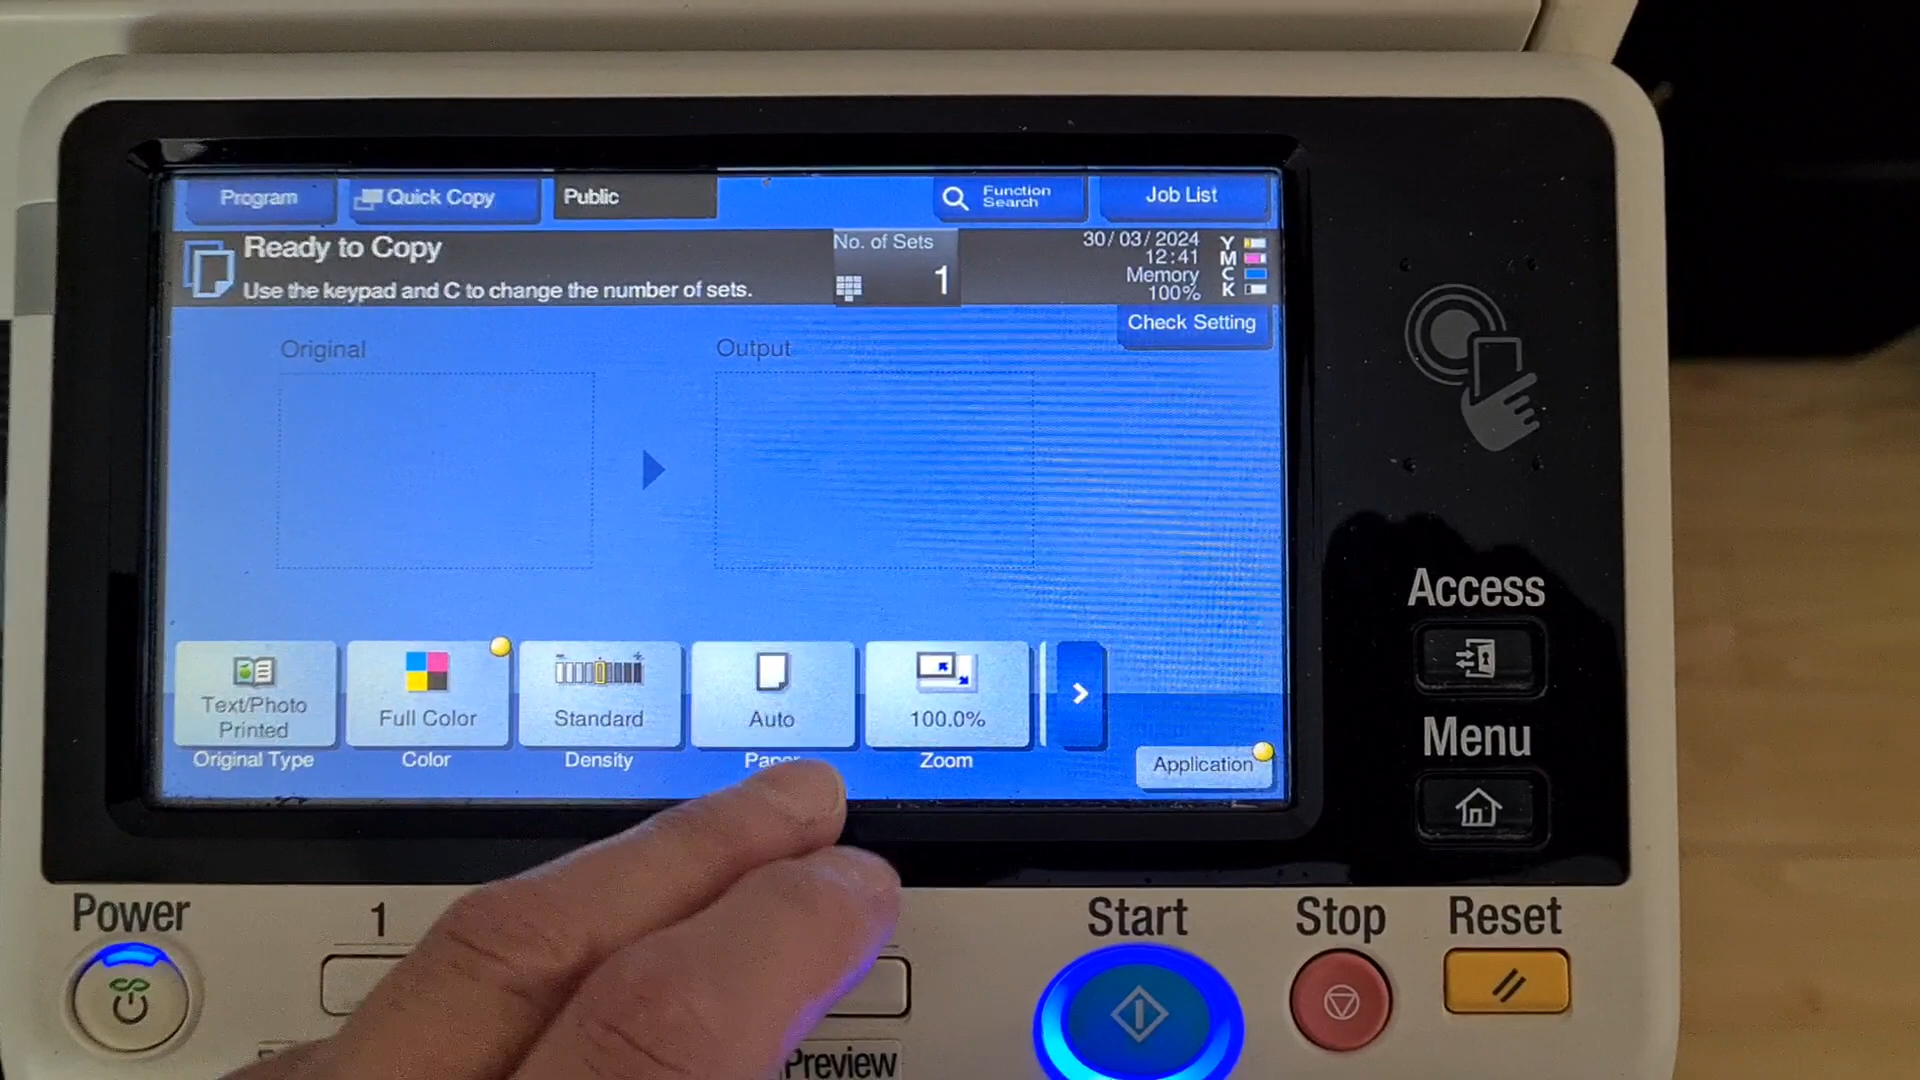 Program
Quick Copy
Public
Function
Search
Job List
Ready to Copy
Use the keypad and C to change the number of sets.
No. of Sets
1
30/03/2024
12:41
Memory
100%
Y
M
C
K
Check Setting
Original
Output
Text/Photo
Printed
Full Color
Standard
Auto
100.0%
Original Type
Color
Density
Paper
Zoom
Application
Access
Menu
Power
1
Start
Stop
Reset
Preview